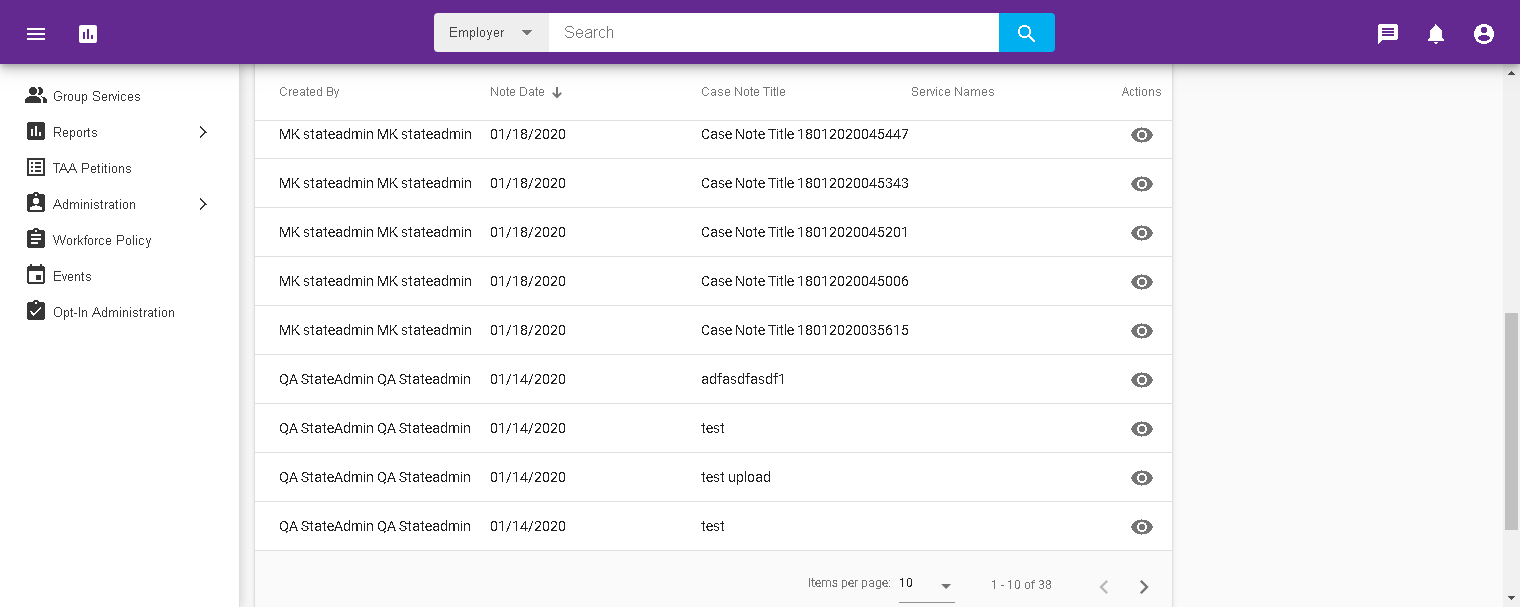 Employer Search
Group Services
Reports
TAA Petitions
Administration
Workforce Policy
Events
Opt-In Administration
Created By Note Date Case Note Title Service Names Actions
MK stateadmin MK stateadmin 01/18/2020 Case Note Title 18012020045447
MK stateadmin MK stateadmin 01/18/2020 Case Note Title 18012020045343
MK stateadmin MK stateadmin 01/18/2020 Case Note Title 18012020045201
MK stateadmin MK stateadmin 01/18/2020 Case Note Title 18012020045006
MK stateadmin MK stateadmin 01/18/2020 Case Note Title 18012020035615
QA StateAdmin QA Stateadmin 01/14/2020 adfasdfasdf1
QA StateAdmin QA Stateadmin 01/14/2020 test
QA StateAdmin QA Stateadmin 01/14/2020 test upload
QA StateAdmin QA Stateadmin 01/14/2020 test
Items per page: 10 1 - 10 of 38